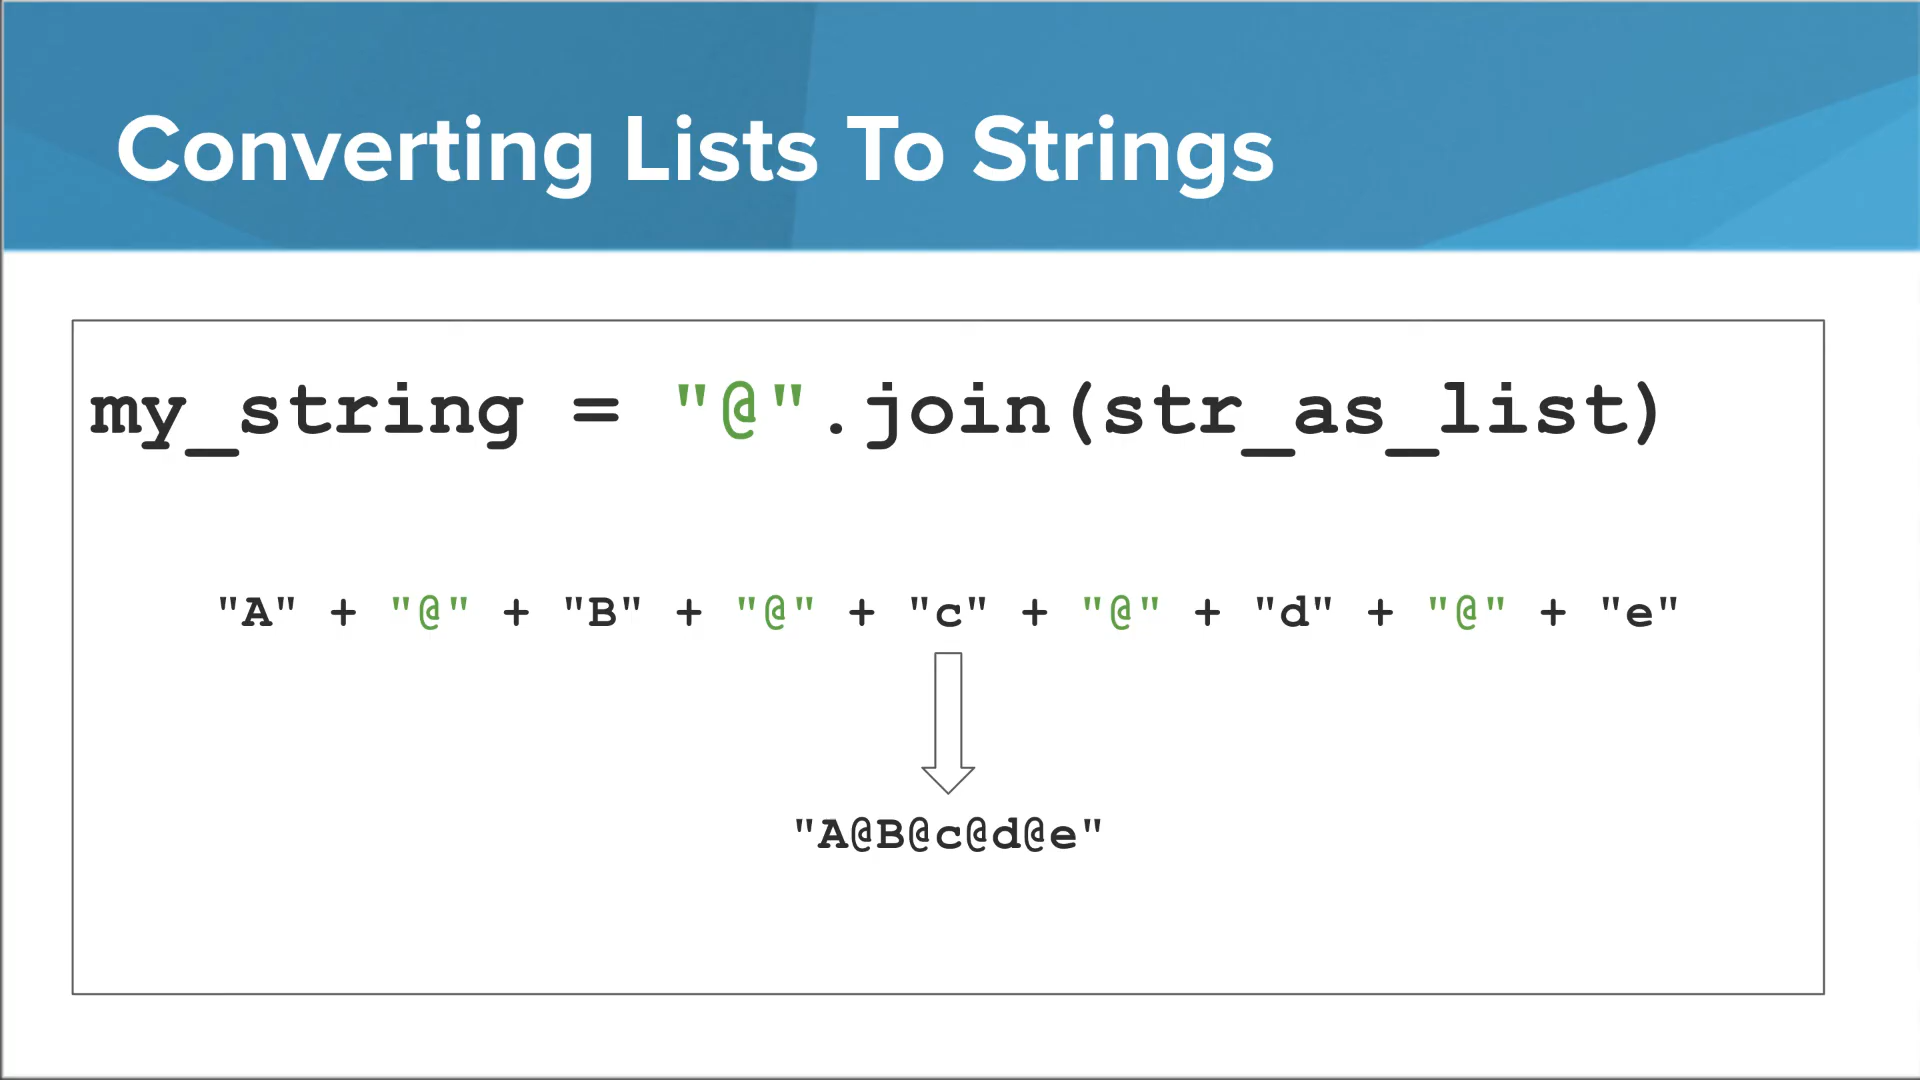 Converting Lists To Strings
my_string = "@".join(str_as_list)
"A" + "@" + "B" + "@" + "c" + "@" + "d" + "@" + "e"
"A@B@c@d@e"